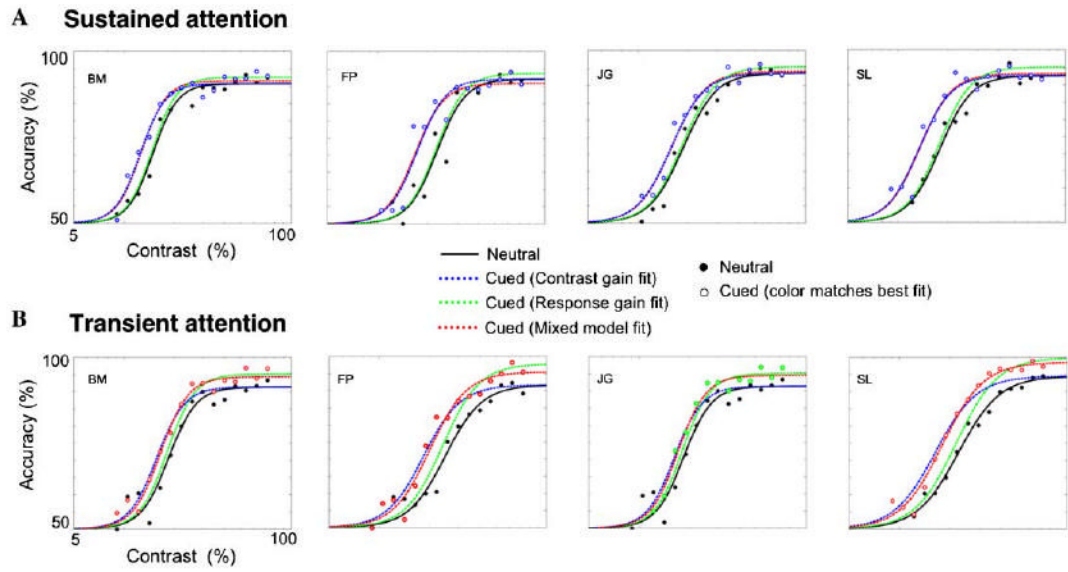 A Sustained attention
100
BM
FP
JG
SL
Accuracy (%)
50
5
Contrast (%)
100
Neutral
Cued (Contrast gain fit)
Cued (Response gain fit)
Cued (Mixed model fit)
Neutral
Cued (color matches best fit)
B Transient attention
100
BM
FP
JG
SL
Accuracy (%)
50
5
Contrast (%)
100